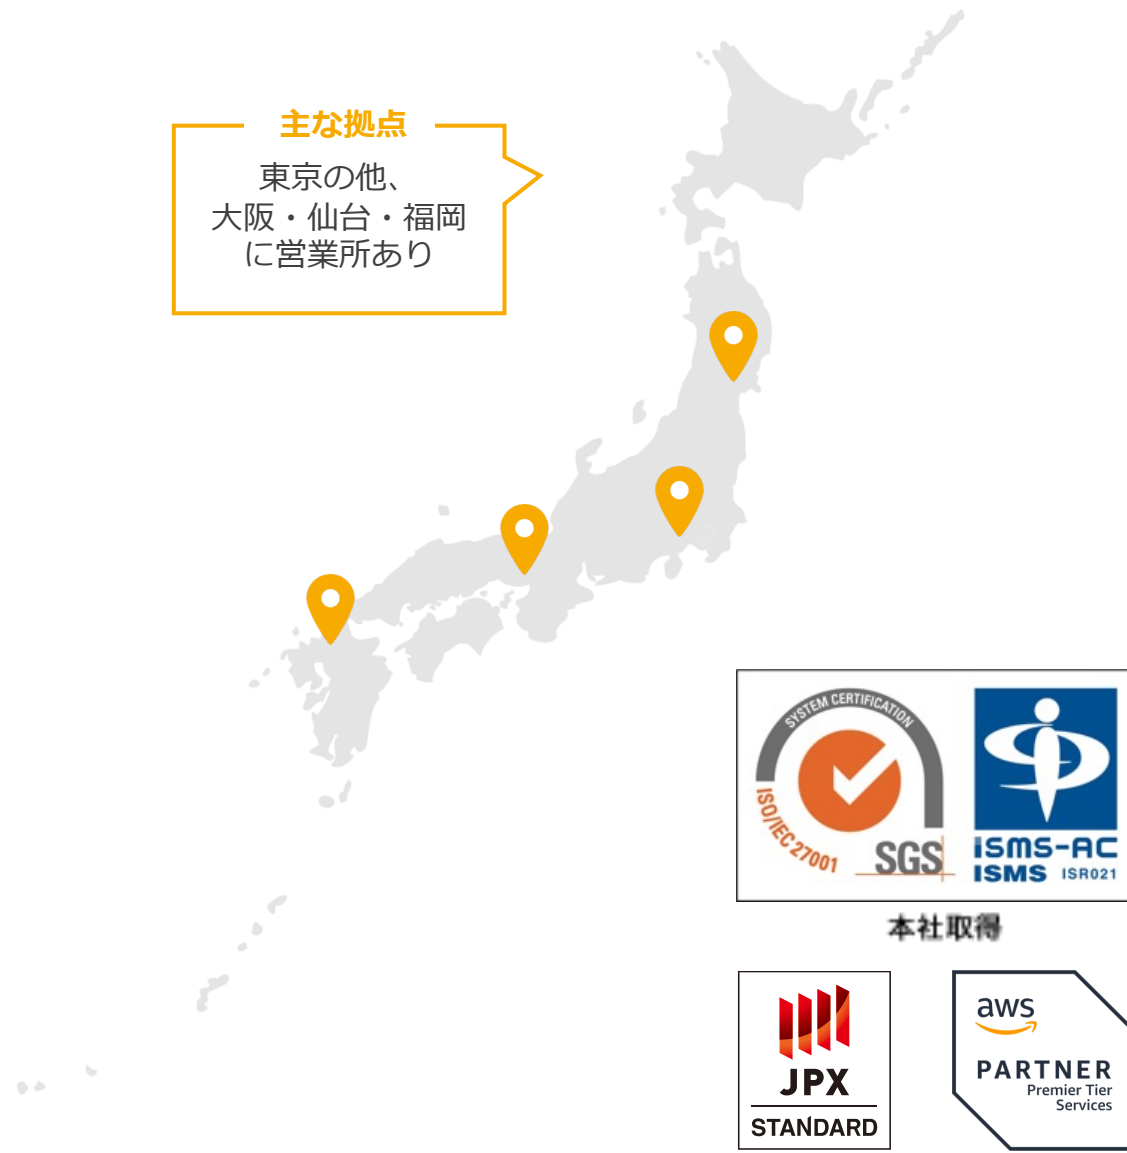 主な拠点
東京の他、
大阪・仙台・福岡
に営業所あり
SYSTEM CERTIFICATION
ISO/IEC 27001
SGS
ISMS-AC
ISMS ISR021
本社取得
JPX
STANDARD
aws
PARTNER
Premier Tier
Services